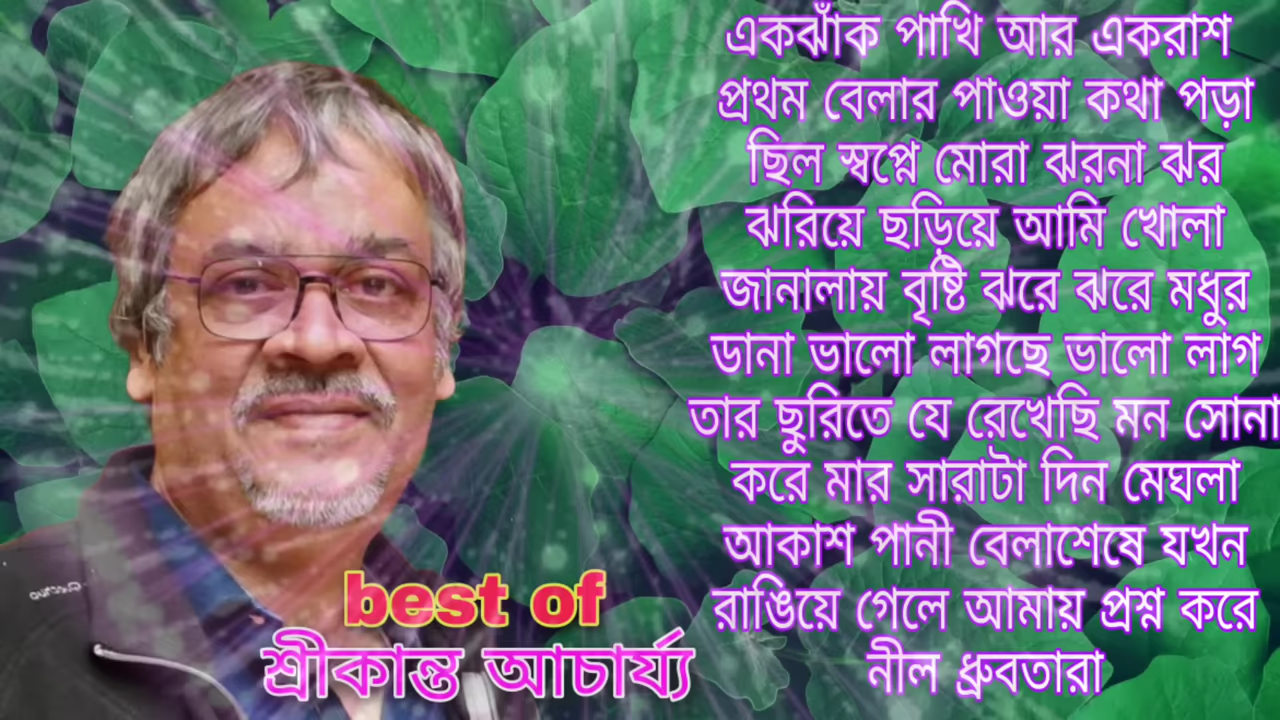 একঝাঁক পাখি আর একরাশ
প্রথম বেলার পাওয়া কথা পড়া
ছিল স্বপ্নে মোরা ঝরনা ঝর
ঝরিয়ে ছড়িয়ে আমি খোলা
জানালায় বৃষ্টি ঝরে ঝরে মধুর
ডানা ভালো লাগছে ভালো লাগ
তার ছুরিতে যে রেখেছি মন সোনা
করে মার সারাটা দিন মেঘলা
আকাশ পানী বেলাশেষে যখন
রাঙিয়ে গেলে আমায় প্রশ্ন করে
নীল ধ্রুবতারা
best of
শ্রীকান্ত আচার্য্য